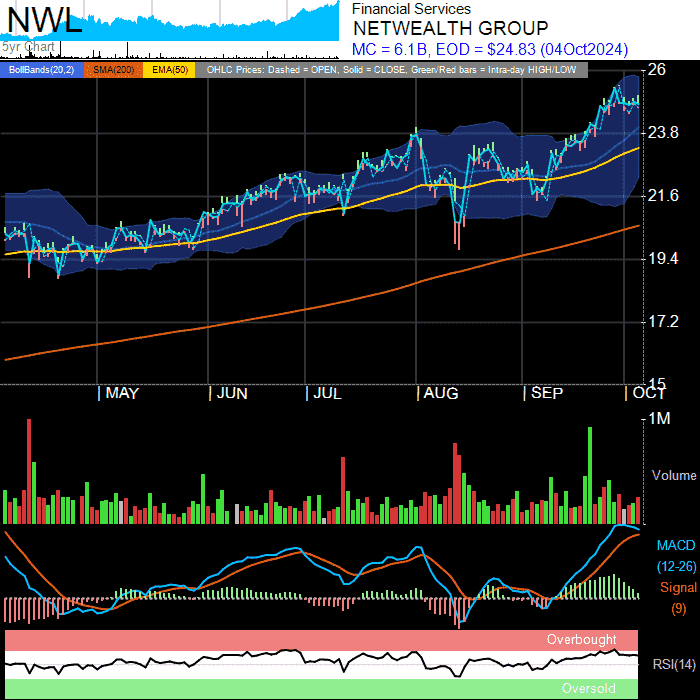 NWL
5yr Chart
Financial Services
NETWEALTH GROUP
MC = 6.1B, EOD = $24.83 (04Oct2024)
BollBands(20,2) SMA(200) EMA(50) OHLC Prices: Dashed = OPEN, Solid = CLOSE, Green/Red bars = Intra-day HIGH/LOW
26
23.8
21.6
19.4
17.2
15
MAY JUN JUL AUG SEP OCT
1M
Volume
MACD
(12-26)
Signal
(9)
Overbought
RSI(14)
Oversold